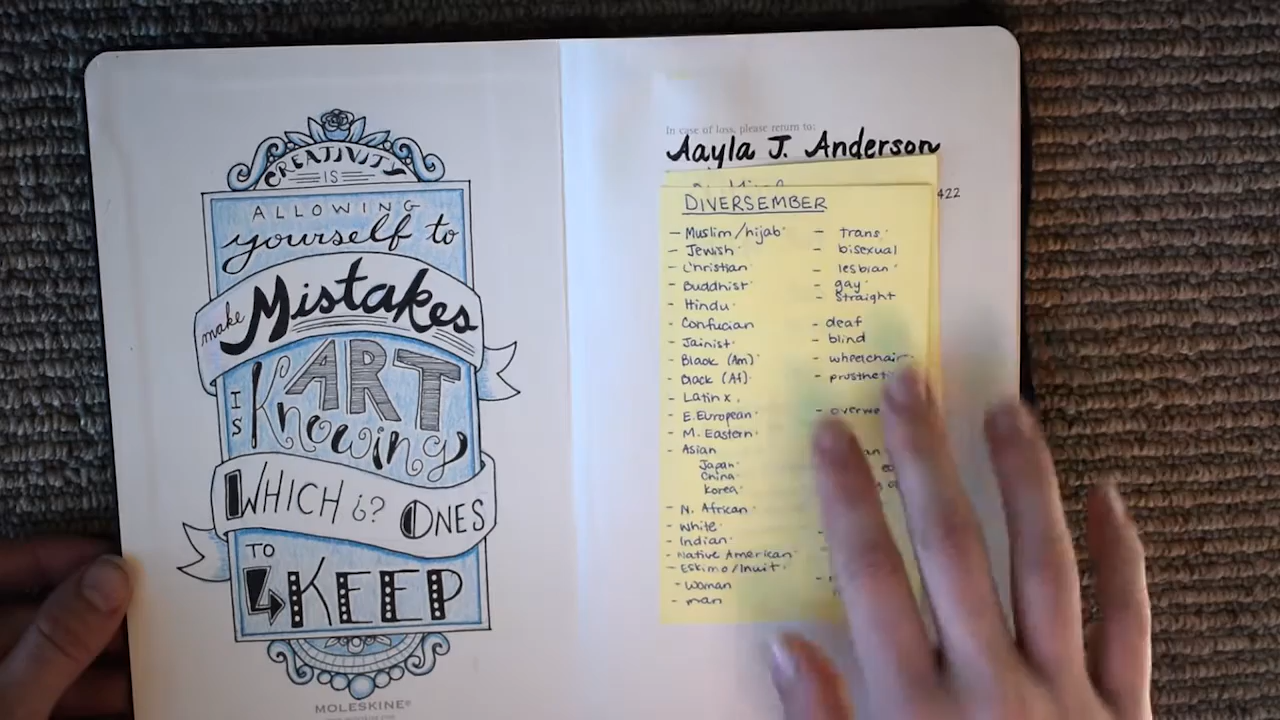 CREATIVITY
IS
ALLOWING
yourself to
make Mistakes
ART
IS Knowing
WHICH ¿? ONES
TO
KEEP
MOLESKINE®
In case of loss, please return to:
Aayla J. Anderson
422
DIVERSEMBER
- Muslim/hijab
- Jewish
- Christian
- Buddhist
- Hindu
- Confucian
- Jainist
- Black (Am)
- Black (Af)
- Latinx
- E. European
- M. Eastern
- Asian
Japan
China
Korea
- N. African
- White
- Indian
- Native American
- Eskimo/Inuit
- Woman
- man
- trans
- bisexual
- lesbian
- gay
- Straight
- deaf
- blind
- wheelchair